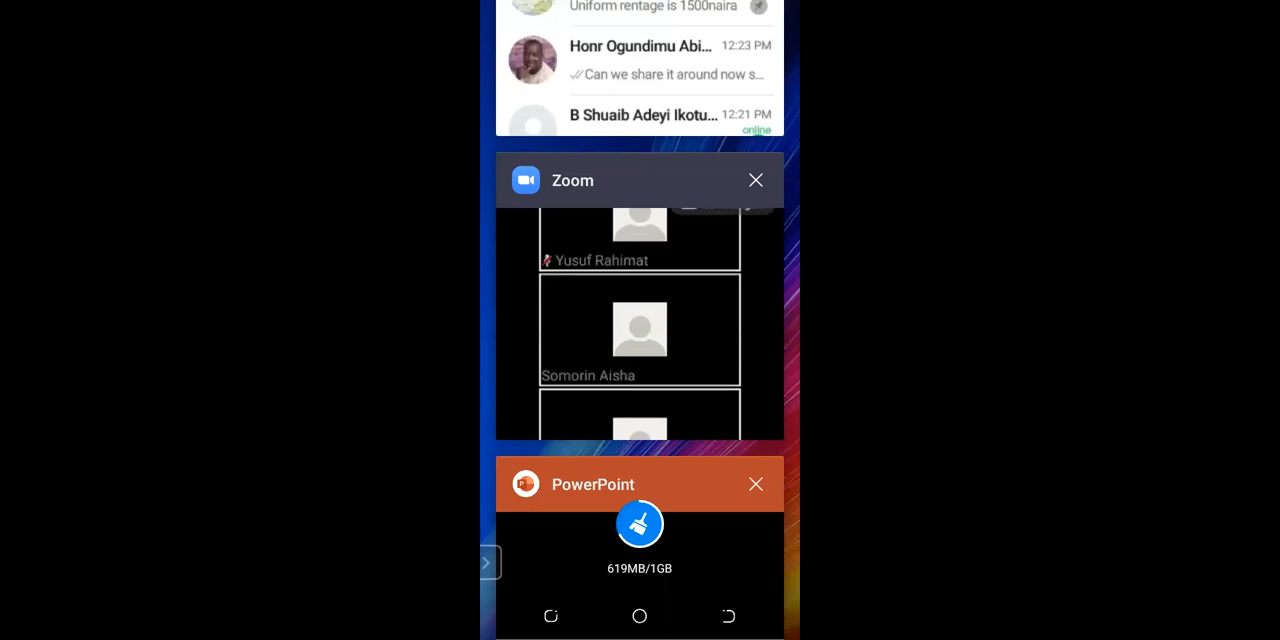 Uniform rentage is 1500naira
Honr Ogundimu Abi... 12:23 PM
Can we share it around now s...
B Shuaib Adeyi Ikotu... 12:21 PM
online
Zoom
Yusuf Rahimat
Somorin Aisha
PowerPoint
619MB/1GB